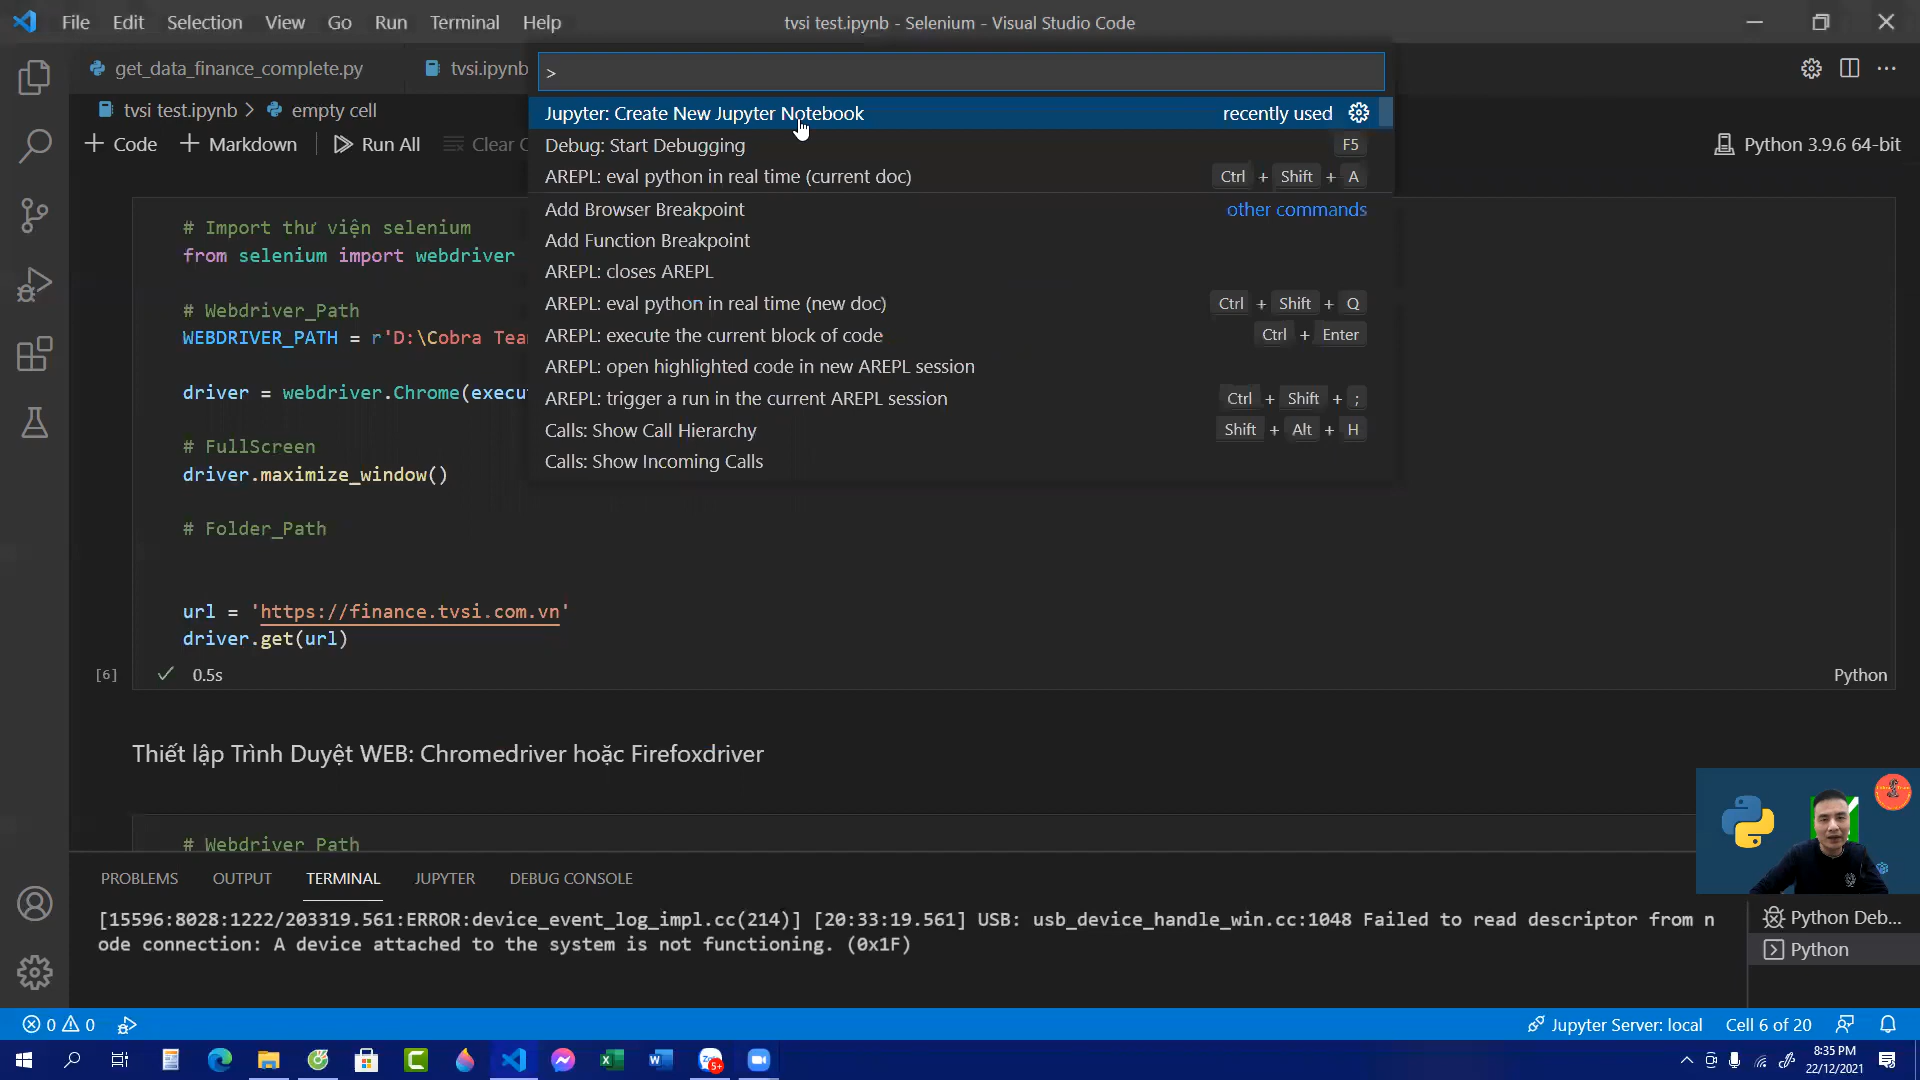 File Edit Selection View Go Run Terminal Help
tvsi test.ipynb - Selenium - Visual Studio Code
get_data_finance_complete.py
tvsi.ipynb
>
tvsi test.ipynb > empty cell
Jupyter: Create New Jupyter Notebook recently used
+ Code + Markdown Run All Clear
Debug: Start Debugging F5
Python 3.9.6 64-bit
AREPL: eval python in real time (current doc) Ctrl + Shift + A
Add Browser Breakpoint other commands
Add Function Breakpoint
AREPL: closes AREPL
AREPL: eval python in real time (new doc) Ctrl + Shift + Q
AREPL: execute the current block of code Ctrl + Enter
AREPL: open highlighted code in new AREPL session
AREPL: trigger a run in the current AREPL session Ctrl + Shift + ;
Calls: Show Call Hierarchy Shift + Alt + H
Calls: Show Incoming Calls
# Import thư viện selenium
from selenium import webdriver
# Webdriver_Path
WEBDRIVER_PATH = r'D:\Cobra Tea
driver = webdriver.Chrome(execu
# FullScreen
driver.maximize_window()
# Folder_Path
url = 'https://finance.tvsi.com.vn'
driver.get(url)
[6] 0.5s Python
Thiết lập Trình Duyệt WEB: Chromedriver hoặc Firefoxdriver
# Webdriver Path
PROBLEMS OUTPUT TERMINAL JUPYTER DEBUG CONSOLE
[15596:8028:1222/203319.561:ERROR:device_event_log_impl.cc(214)] [20:33:19.561] USB: usb_device_handle_win.cc:1048 Failed to read descriptor from n
ode connection: A device attached to the system is not functioning. (0x1F)
Python Deb...
Python
0 0 Jupyter Server: local Cell 6 of 20
8:35 PM
22/12/2021